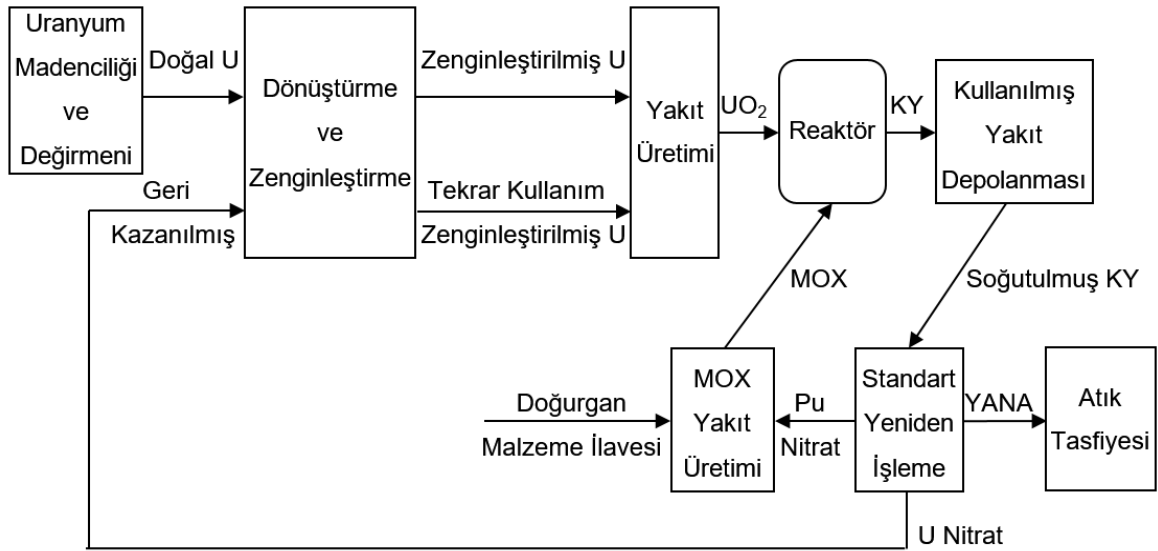 Uranyum
Madenciliği
ve
Değirmeni
Doğal U
Geri
Kazanılmış
Dönüştürme
ve
Zenginleştirme
Zenginleştirilmiş U
Tekrar Kullanım
Zenginleştirilmiş U
Yakıt
Üretimi
UO₂
Reaktör
KY
Kullanılmış
Yakıt
Depolanması
MOX
Soğutulmuş KY
Doğurgan
Malzeme İlavesi
MOX
Yakıt
Üretimi
Pu
Nitrat
Standart
Yeniden
İşleme
YANA
Atık
Tasfiyesi
U Nitrat